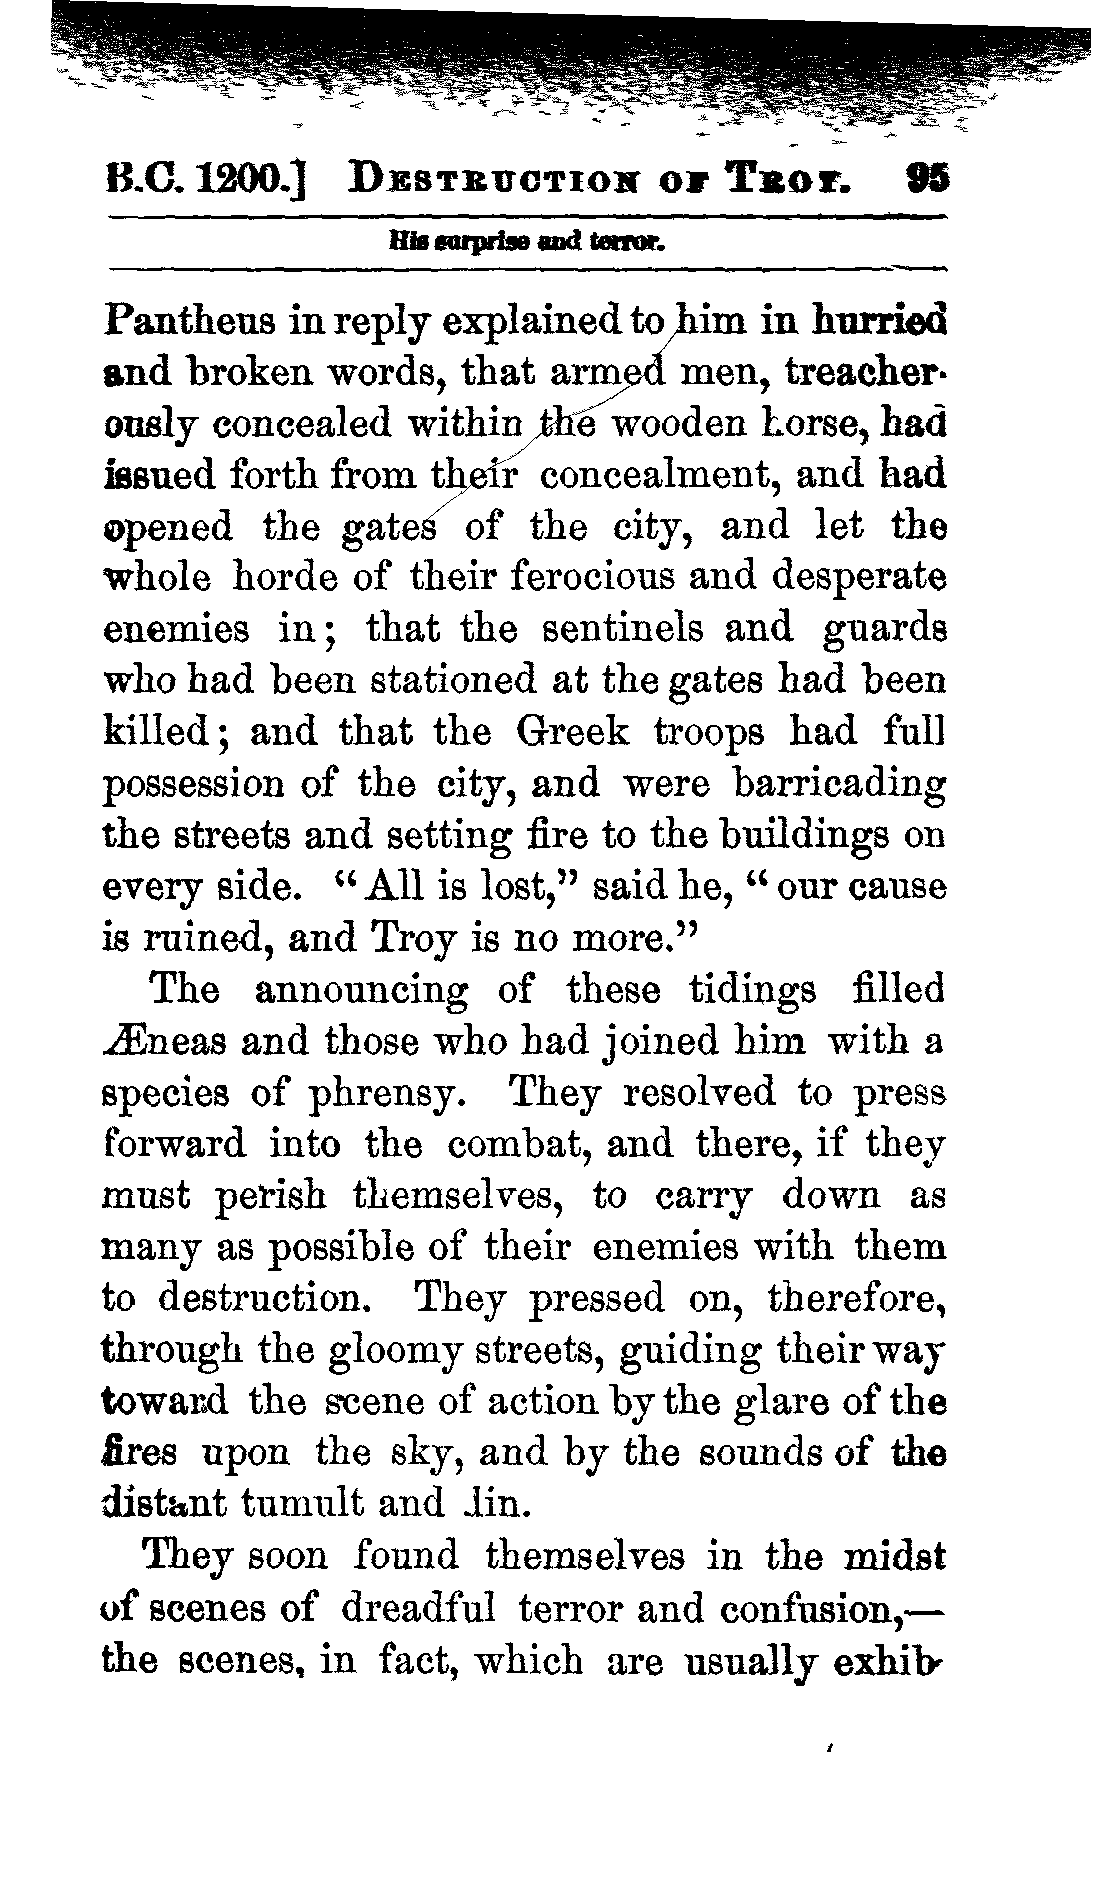 B.C. 1200.] Destruction of Troy. 95
His surprise and terror.
Pantheus in reply explained to him in hurried
and broken words, that armed men, treacher-
ously concealed within the wooden horse, had
issued forth from their concealment, and had
opened the gates of the city, and let the
whole horde of their ferocious and desperate
enemies in; that the sentinels and guards
who had been stationed at the gates had been
killed; and that the Greek troops had full
possession of the city, and were barricading
the streets and setting fire to the buildings on
every side. “All is lost,” said he, “our cause
is ruined, and Troy is no more.”
The announcing of these tidings filled
Æneas and those who had joined him with a
species of phrensy. They resolved to press
forward into the combat, and there, if they
must perish themselves, to carry down as
many as possible of their enemies with them
to destruction. They pressed on, therefore,
through the gloomy streets, guiding their way
toward the scene of action by the glare of the
fires upon the sky, and by the sounds of the
distant tumult and din.
They soon found themselves in the midst
of scenes of dreadful terror and confusion,—
the scenes, in fact, which are usually exhib-